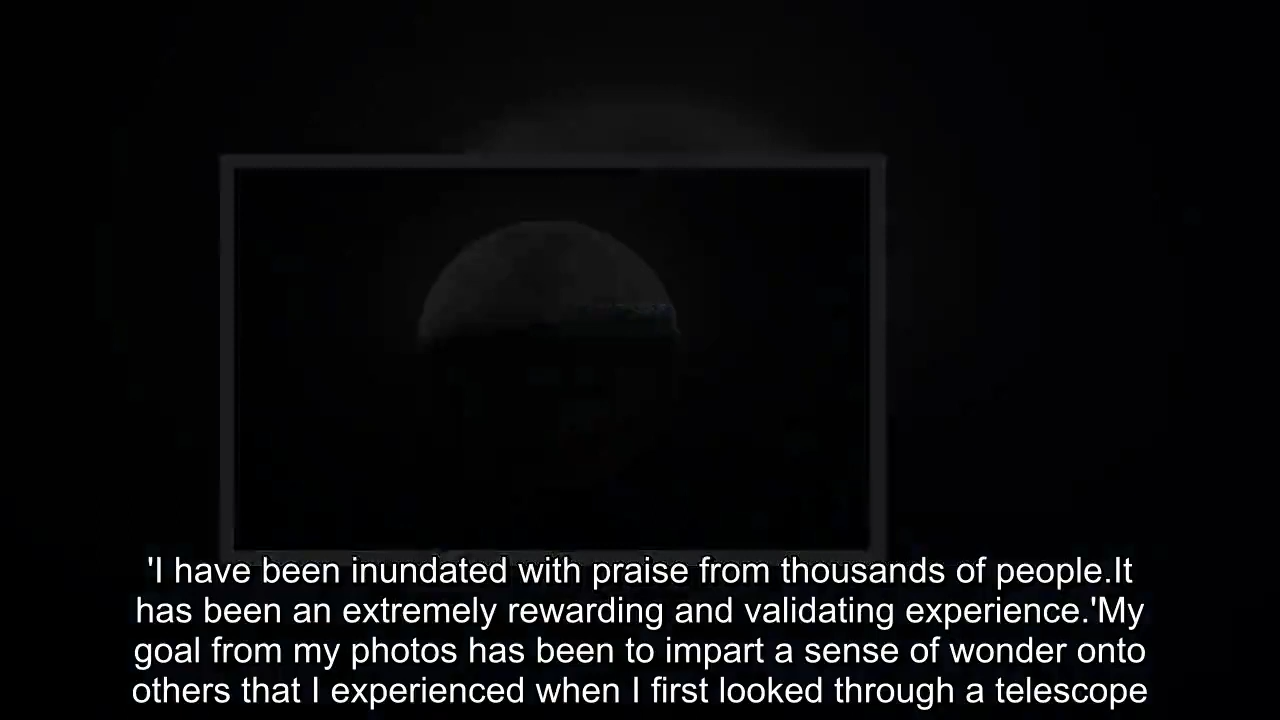 'I have been inundated with praise from thousands of people.It
has been an extremely rewarding and validating experience.'My
goal from my photos has been to impart a sense of wonder onto
others that I experienced when I first looked through a telescope